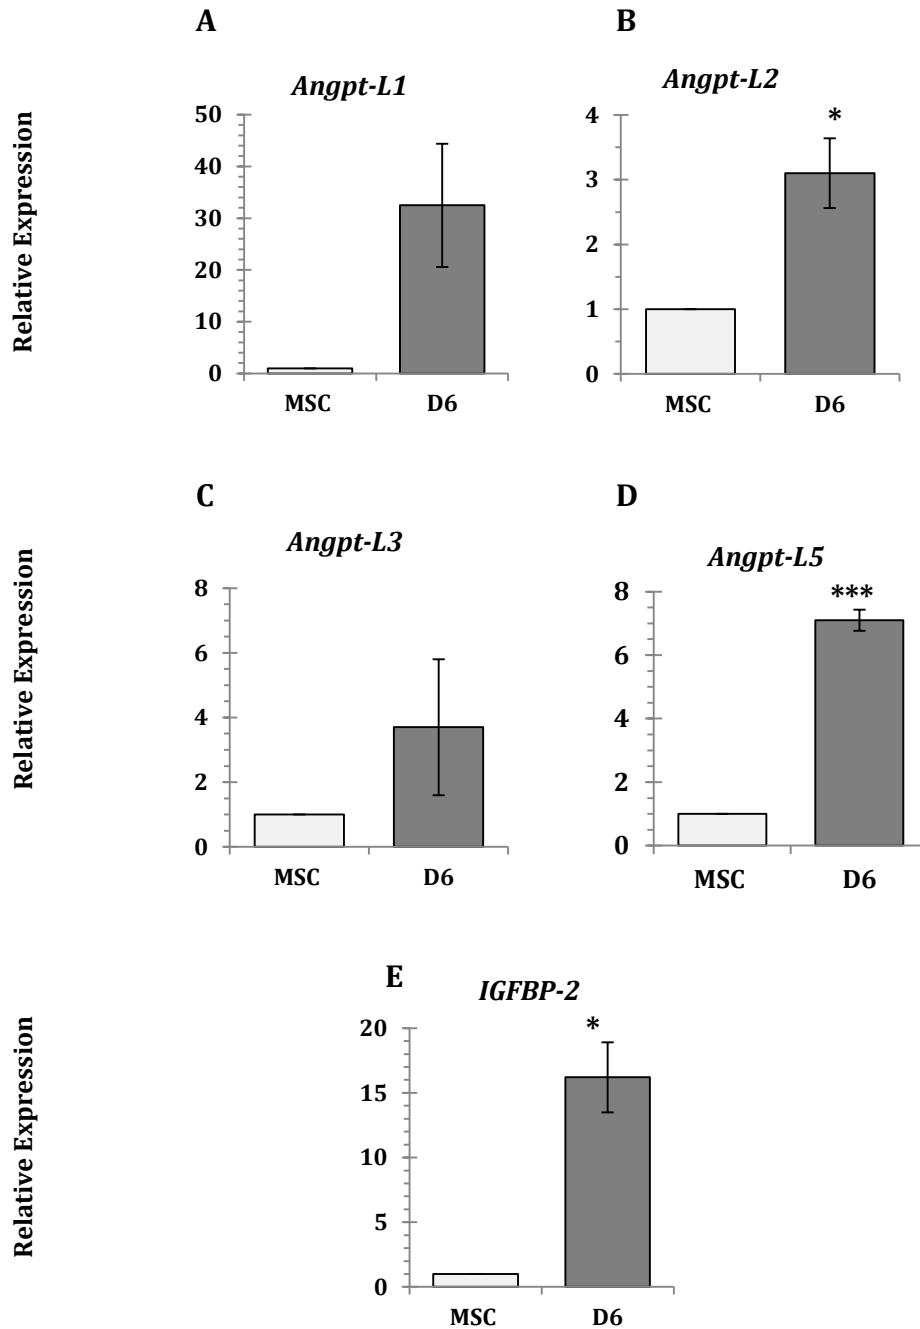 A
Angpt-L1
Relative Expression
50
40
30
20
10
0
MSC D6
B
Angpt-L2
*
4
3
2
1
0
MSC D6
C
Angpt-L3
Relative Expression
8
6
4
2
0
MSC D6
D
Angpt-L5
***
8
6
4
2
0
MSC D6
E
IGFBP-2
*
Relative Expression
20
15
10
5
0
MSC D6